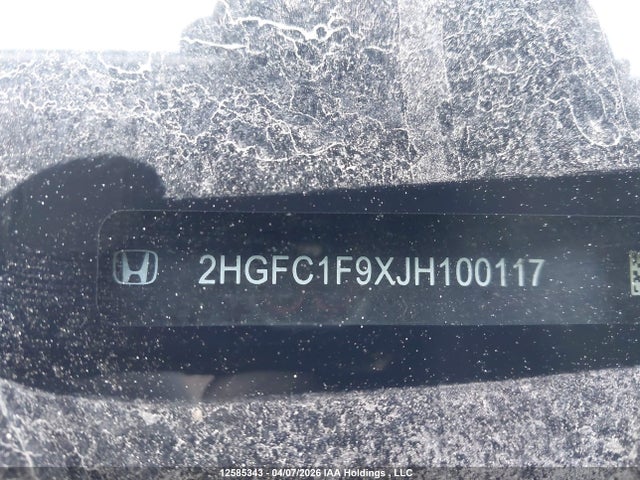 2HGFC1F9XJH100117
12585343 - 04/07/2026 IAA Holdings , LLC